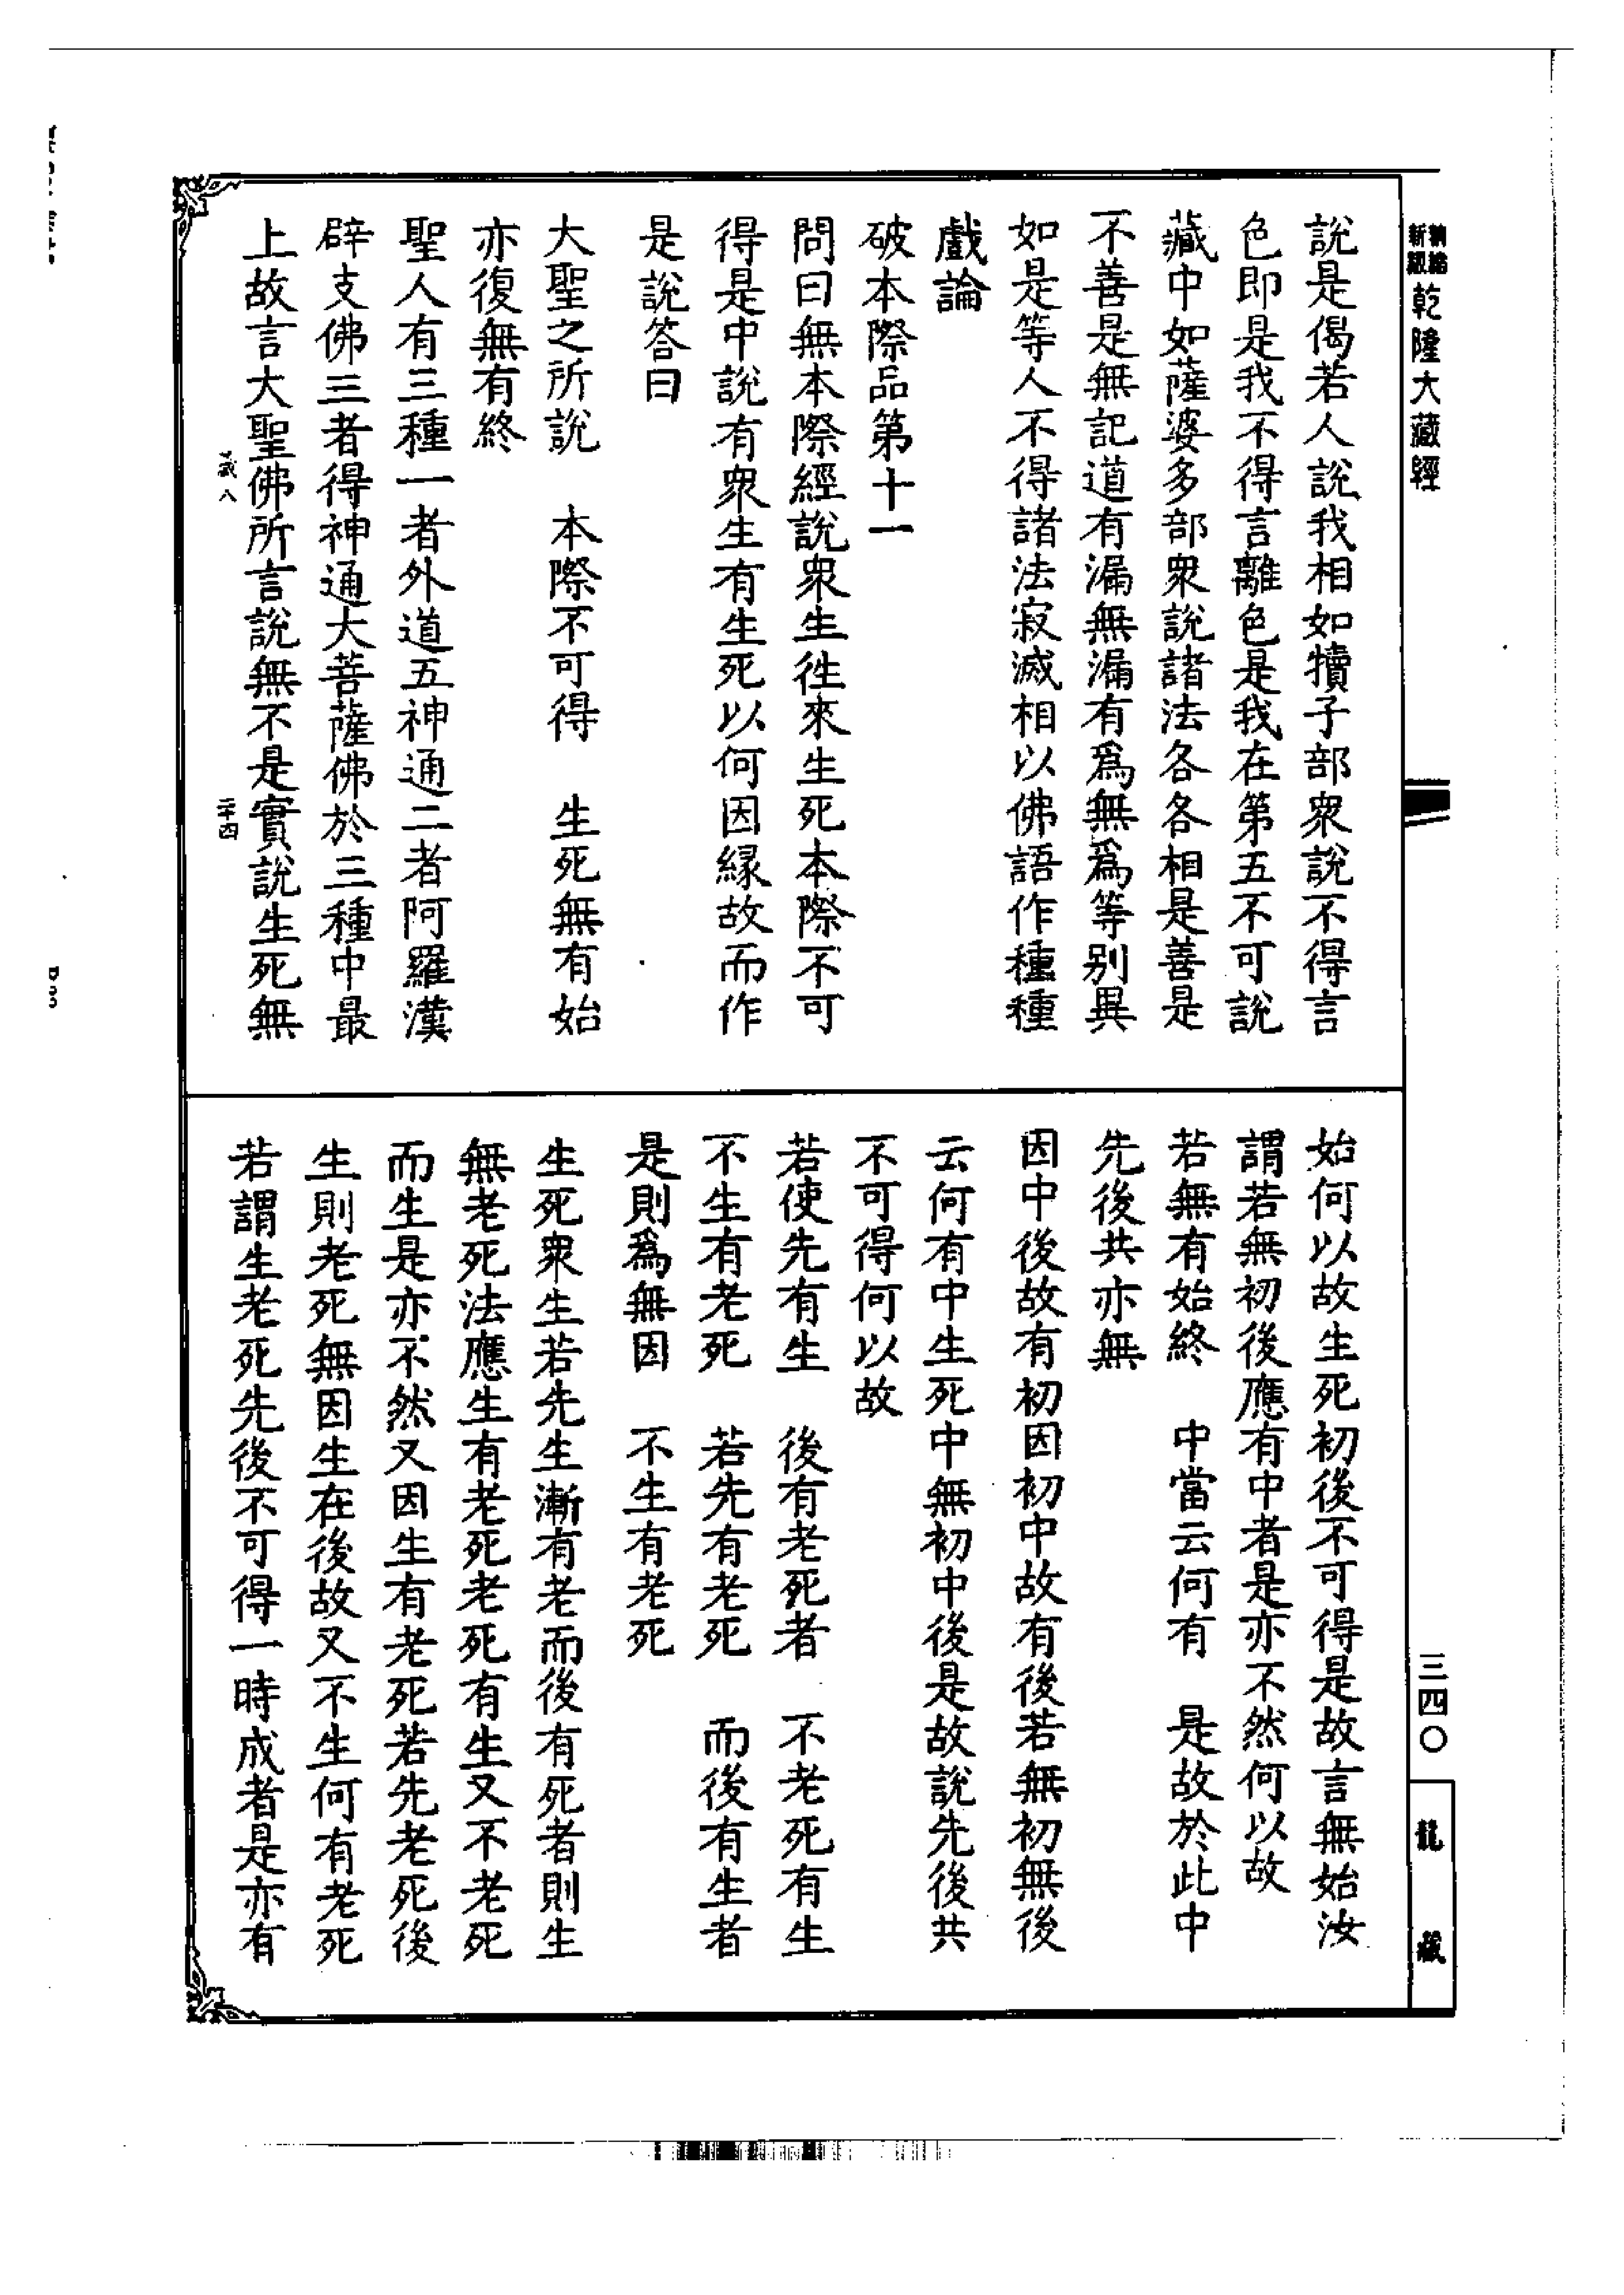 乾隆大藏經
三四〇
龍藏
說是偈若人說我相如犢子部衆說不得言
色即是我不得言離色是我在第五不可說
藏中如薩婆多部衆說諸法各各相是善是
不善是無記道有漏無漏有爲無爲等别異
如是等人不得諸法寂滅相以佛語作種種
戲論
破本際品第十一
問曰無本際經說衆生徃來生死本際不可
得是中說有衆生有生死以何因緣故而作
是說答曰
大聖之所說　本際不可得　生死無有始
亦復無有終
聖人有三種一者外道五神通二者阿羅漢
辟支佛三者得神通大菩薩佛於三種中最
上故言大聖佛所言說無不是實說生死無
始何以故生死初後不可得是故言無始汝
謂若無初後應有中者是亦不然何以故
若無有始終　中當云何有　是故於此中
先後共亦無
因中後故有初因初中故有後若無初無後
云何有中生死中無初中後是故說先後共
不可得何以故
若使先有生　後有老死者　不老死有生
不生有老死　若先有老死　而後有生者
是則爲無因　不生有老死
生死衆生若先生漸有老而後有死者則生
無老死法應生有老死老死有生又不老死
而生是亦不然又因生有老死若先老死後
生則老死無因生在後故又不生何有老死
若謂生老死先後不可得一時成者是亦有
二十四